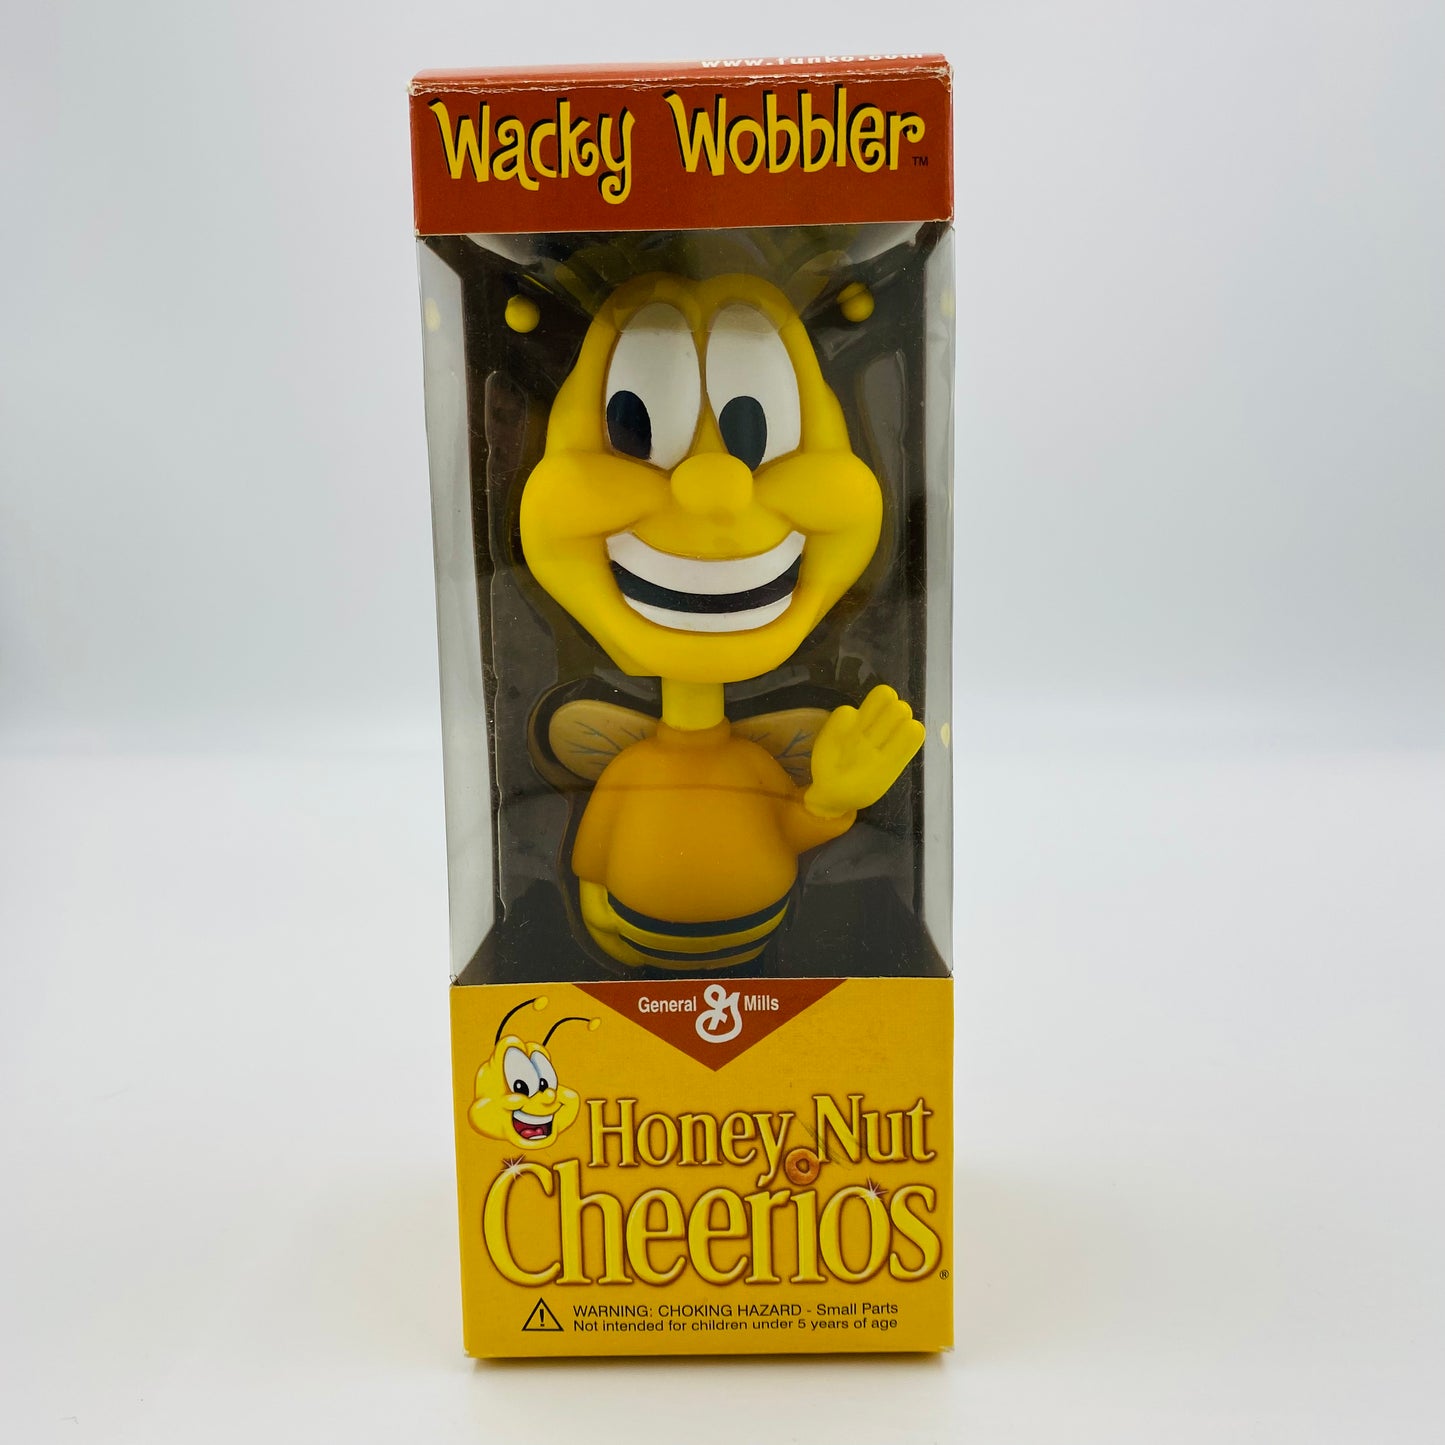 www.funko.com
Wacky Wobbler™
General Mills
Honey Nut
Cheerios®
WARNING: CHOKING HAZARD - Small Parts
Not intended for children under 5 years of age